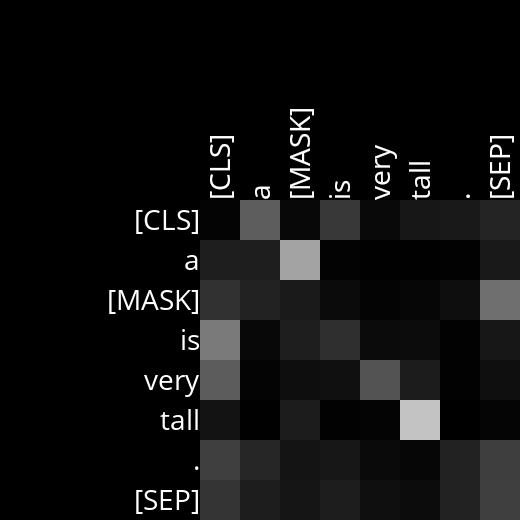 [CLS] a [MASK] is very tall . [SEP]
[CLS]
a
[MASK]
is
very
tall
.
[SEP]